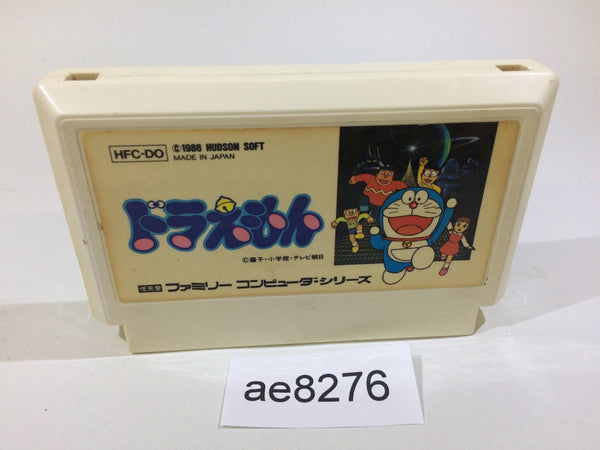 HFC-DO
©1986 HUDSON SOFT
MADE IN JAPAN
ドラえもん
©藤子・小学館・テレビ朝日
任天堂 ファミリー コンピュータ・シリーズ
ae8276